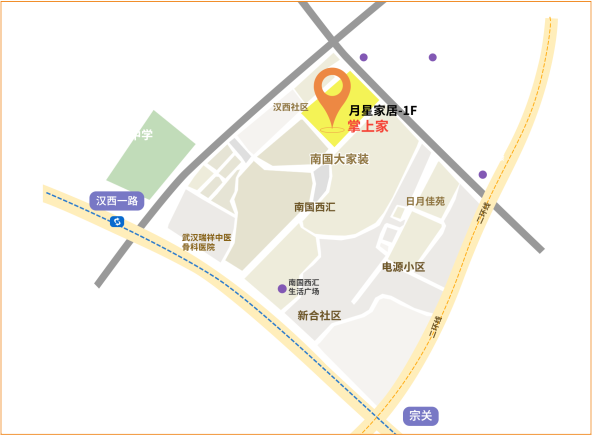 汉西社区
月星家居-1F
掌上家
中学
南国大家装
汉西一路
南国西汇
日月佳苑
二环线
武汉瑞祥中医
骨科医院
电源小区
南国西汇
生活广场
新合社区
二环线
宗关